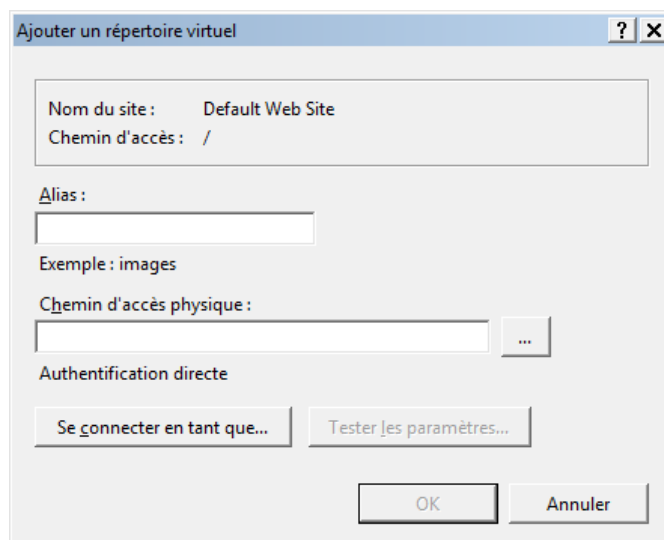 Ajouter un répertoire virtuel
Nom du site : Default Web Site
Chemin d'accès : /
Alias :
Exemple : images
Chemin d'accès physique :
...
Authentification directe
Se connecter en tant que... Tester les paramètres...
OK Annuler